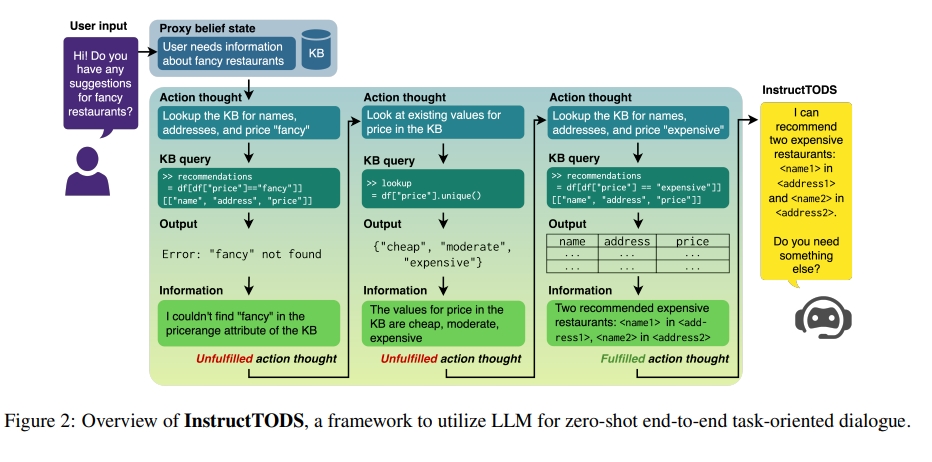 User input
Hi! Do you
have any
suggestions
for fancy
restaurants?
Proxy belief state
User needs information
about fancy restaurants
KB
Action thought
Lookup the KB for names,
addresses, and price "fancy"
KB query
>> recommendations
= df[df["price"]=="fancy"]]
[["name", "address", "price"]]
Output
Error: "fancy" not found
Information
I couldn't find "fancy" in the
pricerange attribute of the KB
Unfulfilled action thought
Action thought
Look at existing values for
price in the KB
KB query
>> lookup
= df["price"].unique()
Output
{"cheap", "moderate",
"expensive"}
Information
The values for price in the
KB are cheap, moderate,
expensive
Unfulfilled action thought
Action thought
Lookup the KB for names,
addresses, and price "expensive"
KB query
>> recommendations
= df[df["price"] == "expensive"]]
[["name", "address", "price"]]
Output
name address price
... ... ...
... ... ...
Information
Two recommended expensive
restaurants: <name1> in <add-
ress1>, <name2> in <address2>
Fulfilled action thought
InstructTODS
I can
recommend
two expensive
restaurants:
<name1> in
<address1>
and <name2> in
<address2>.
Do you need
something
else?
Figure 2: Overview of InstructTODS, a framework to utilize LLM for zero-shot end-to-end task-oriented dialogue.